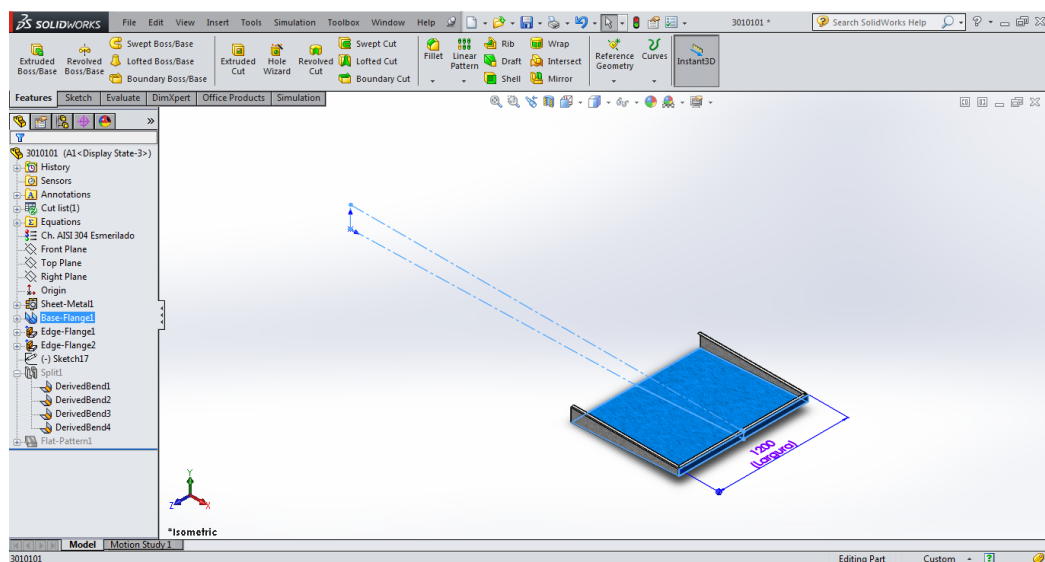 SOLIDWORKS File Edit View Insert Tools Simulation Toolbox Window Help 3010101 * Search SolidWorks Help
Extruded Boss/Base
Revolved Boss/Base
Swept Boss/Base
Lofted Boss/Base
Boundary Boss/Base
Extruded Cut
Hole Wizard
Revolved Cut
Swept Cut
Lofted Cut
Boundary Cut
Fillet
Linear Pattern
Rib
Draft
Shell
Wrap
Intersect
Mirror
Reference Geometry
Curves
Instant3D
Features Sketch Evaluate DimXpert Office Products Simulation
3010101 (A1<Display State-3>)
History
Sensors
Annotations
Cut list(1)
Equations
Ch. AISI 304 Esmerilado
Front Plane
Top Plane
Right Plane
Origin
Sheet-Metal1
Base-Flange1
Edge-Flange1
Edge-Flange2
(-) Sketch17
Split1
DerivedBend1
DerivedBend2
DerivedBend3
DerivedBend4
Flat-Pattern1
1200
(Largura)
Y
Z
X
*Isometric
Model Motion Study 1
3010101 Editing Part Custom